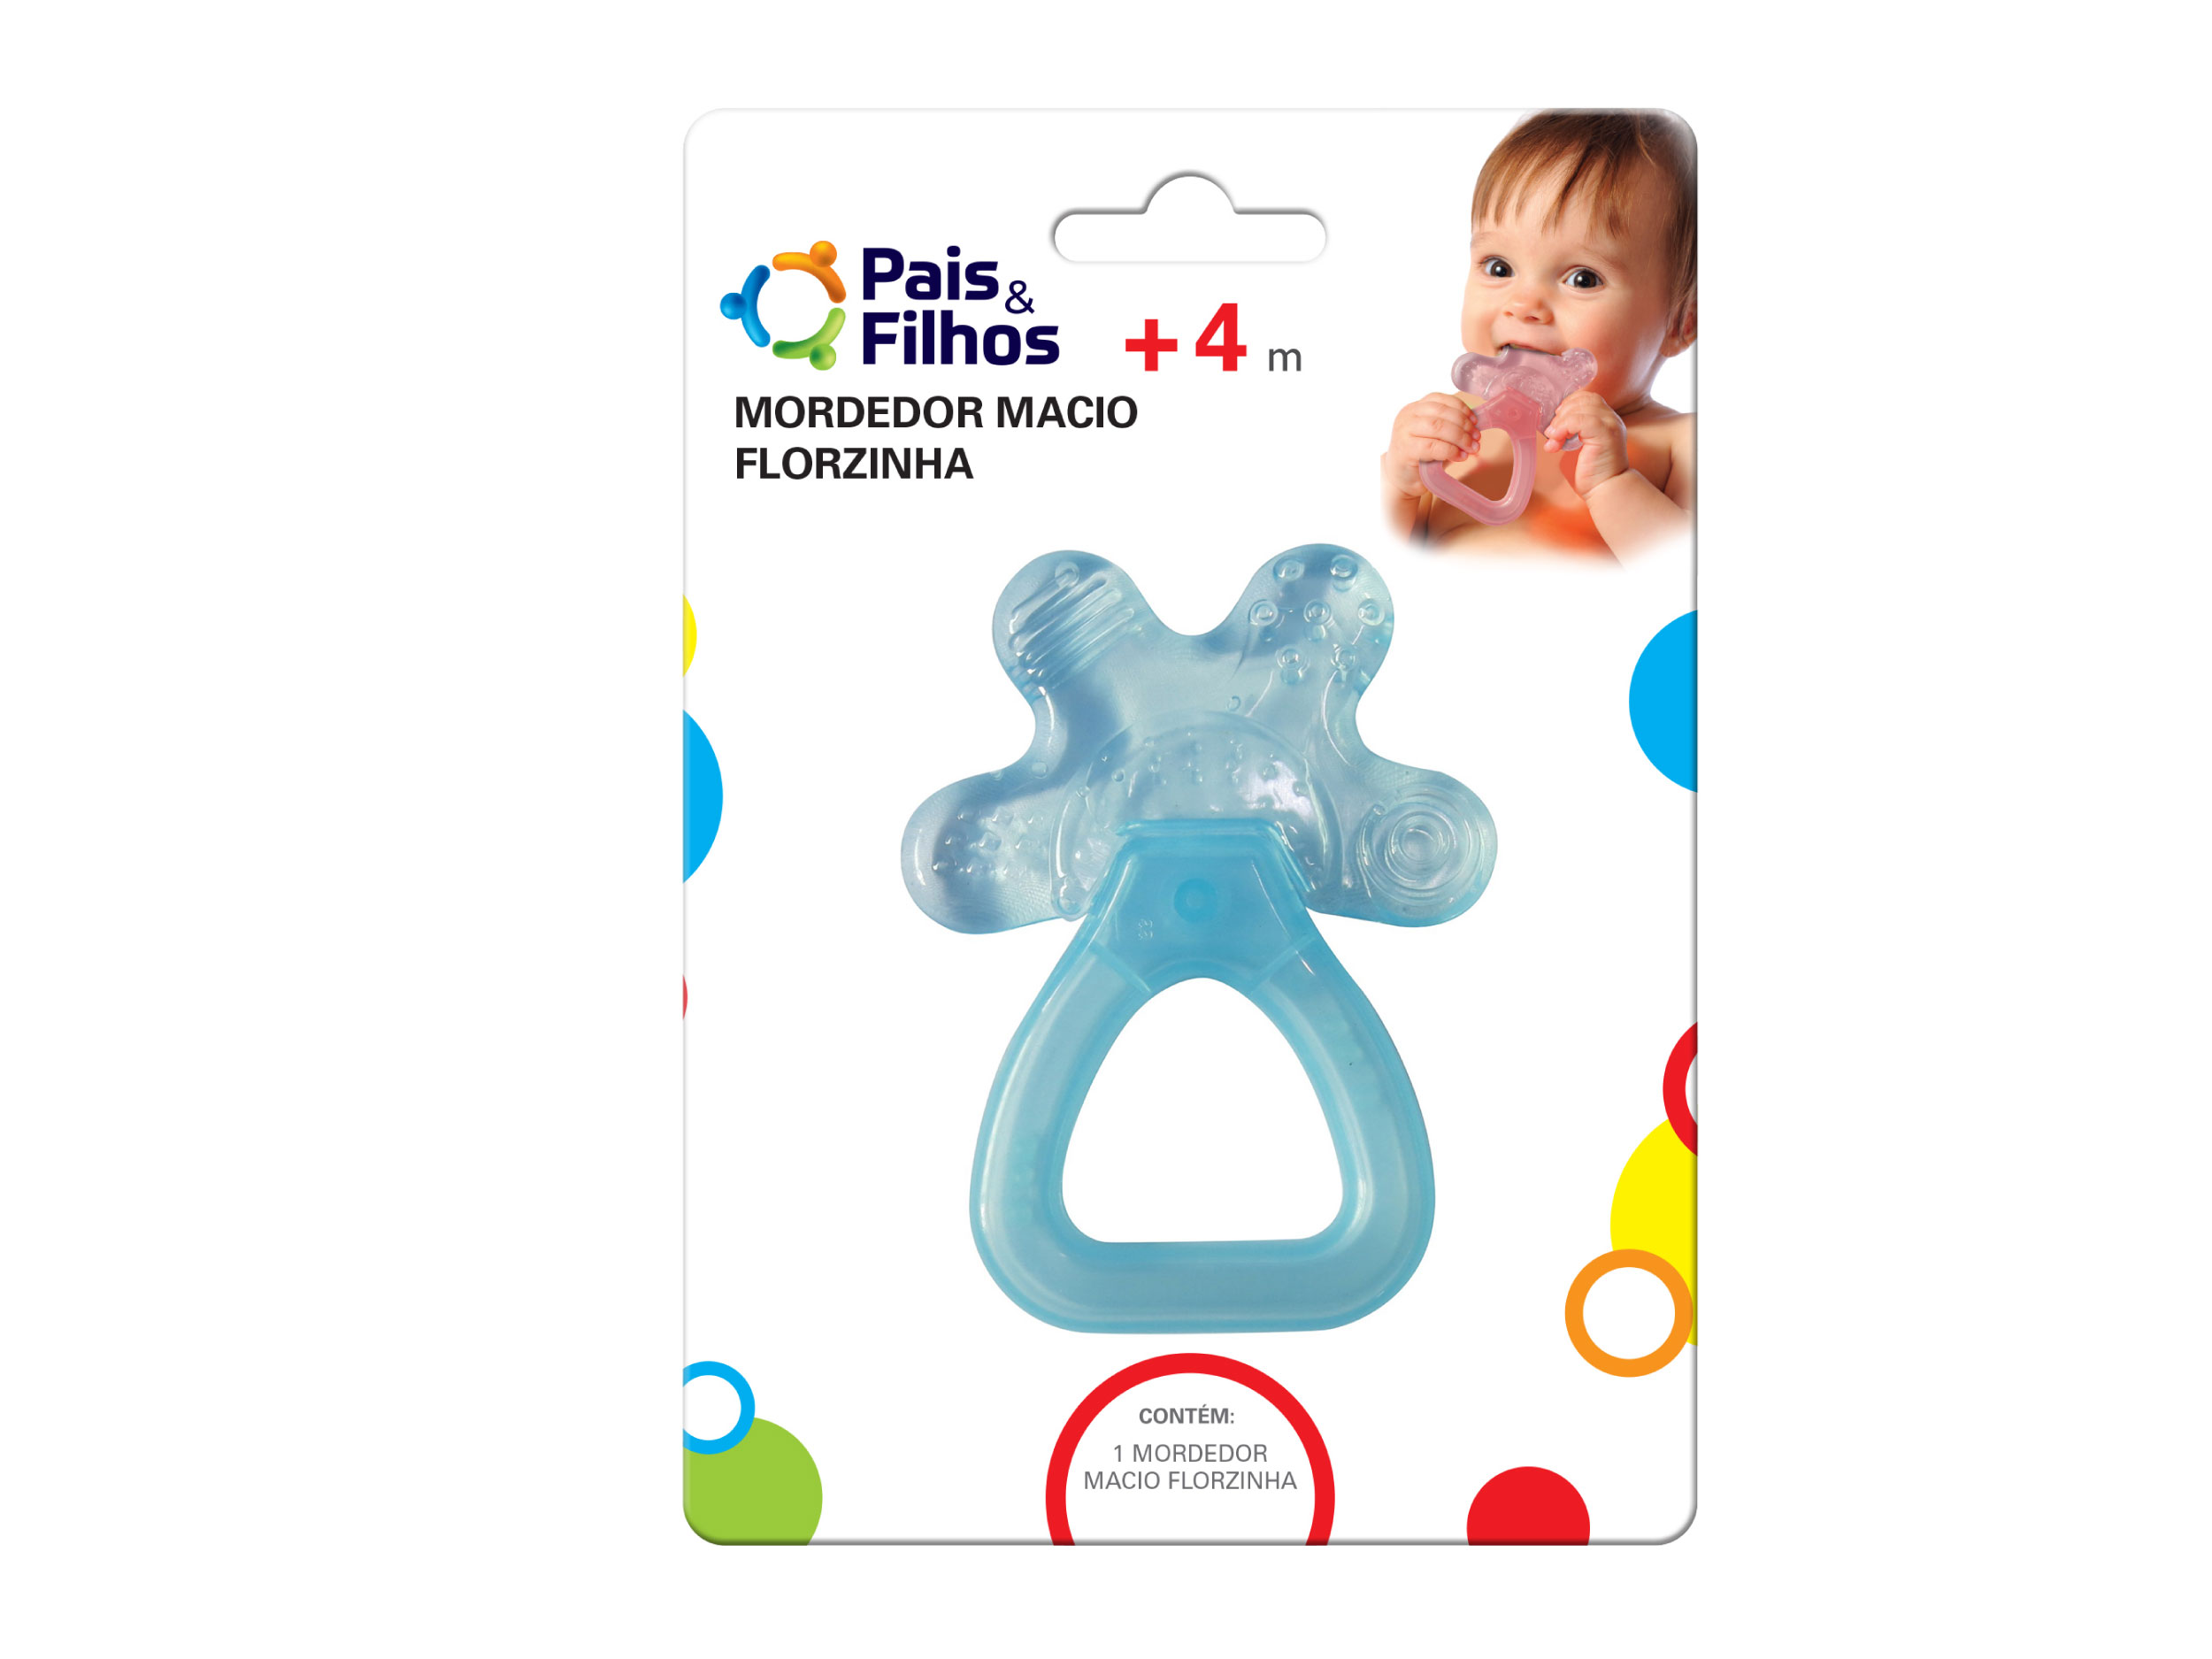 Pais &
Filhos
+4 m
MORDEDOR MACIO
FLORZINHA
CONTÉM:
1 MORDEDOR
MACIO FLORZINHA